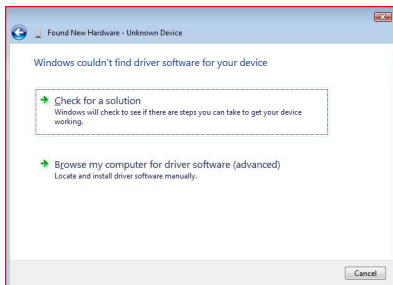 Found New Hardware - Unknown Device
Windows couldn't find driver software for your device
Check for a solution
Windows will check to see if there are steps you can take to get your device
working.
Browse my computer for driver software (advanced)
Locate and install driver software manually.
Cancel